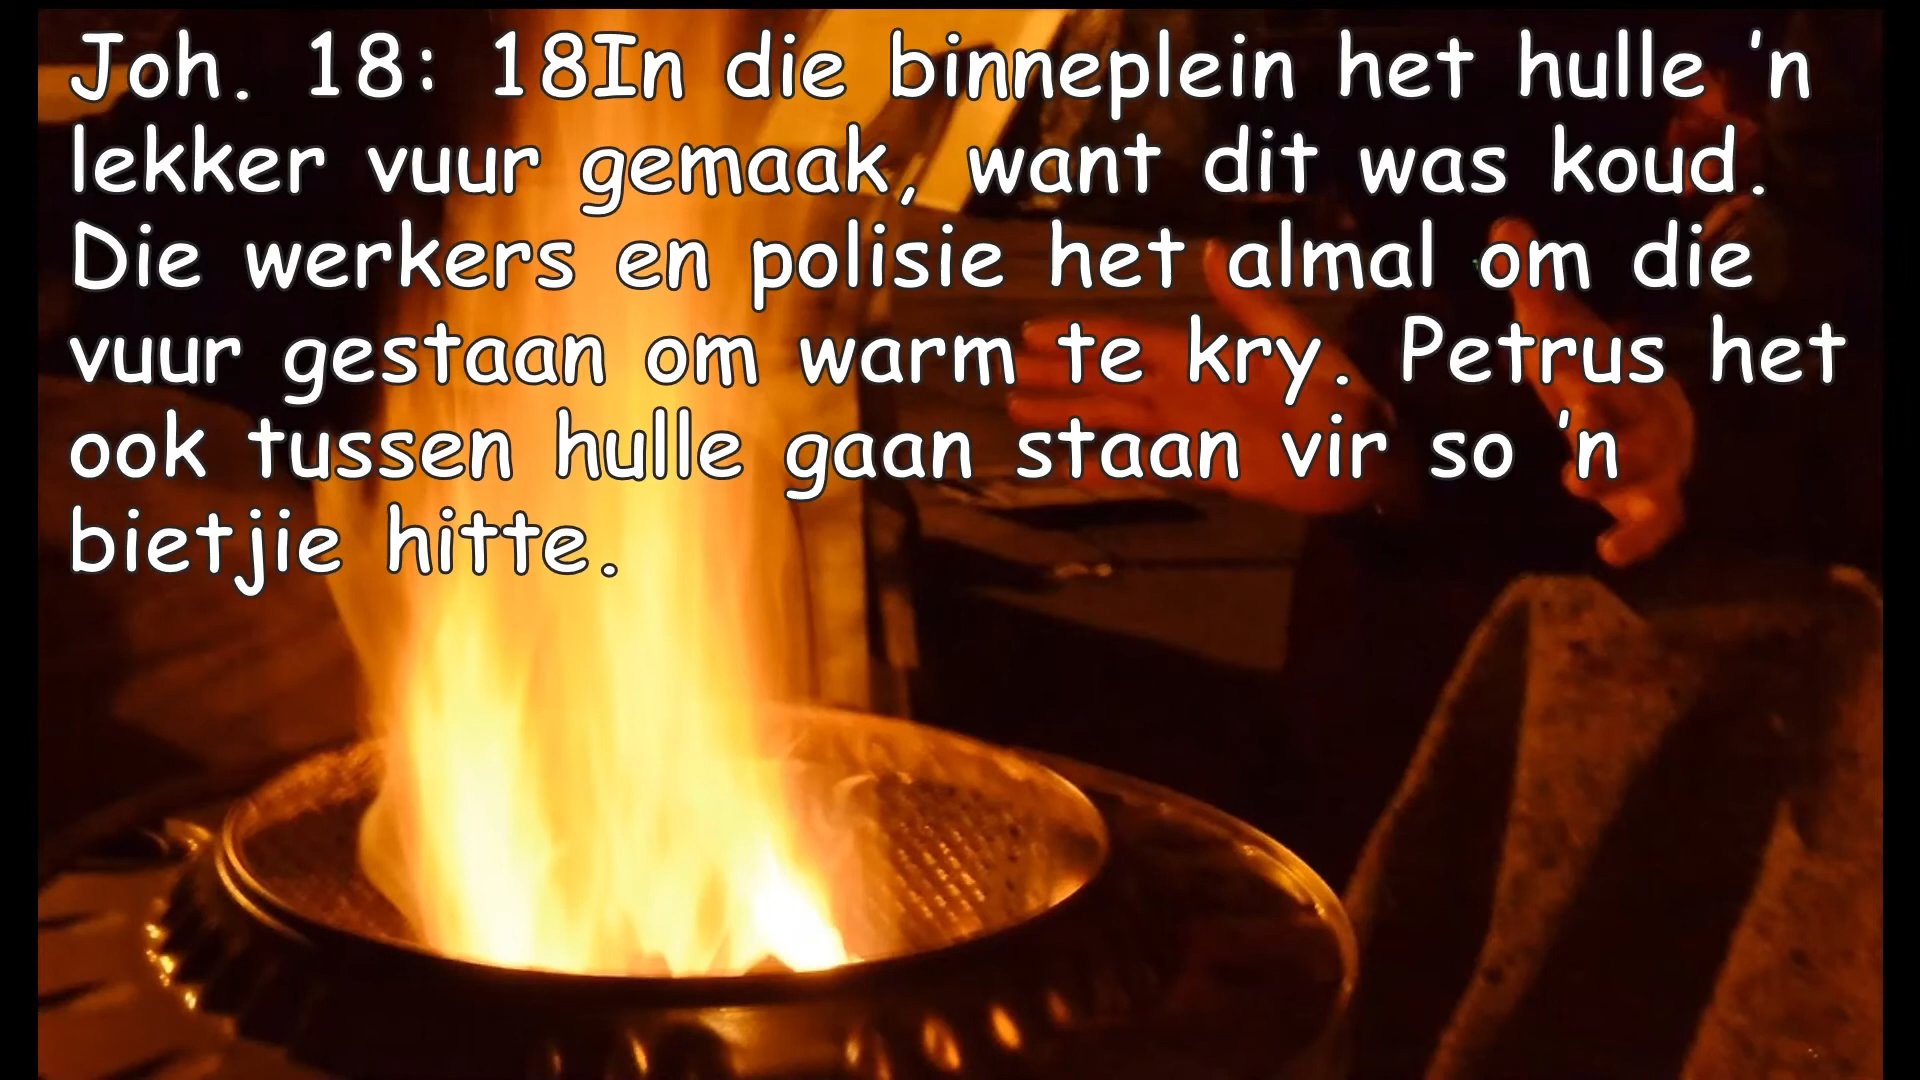 Joh. 18: 18In die binneplein het hulle 'n
lekker vuur gemaak, want dit was koud.
Die werkers en polisie het almal om die
vuur gestaan om warm te kry. Petrus het
ook tussen hulle gaan staan vir so 'n
bietjie hitte.